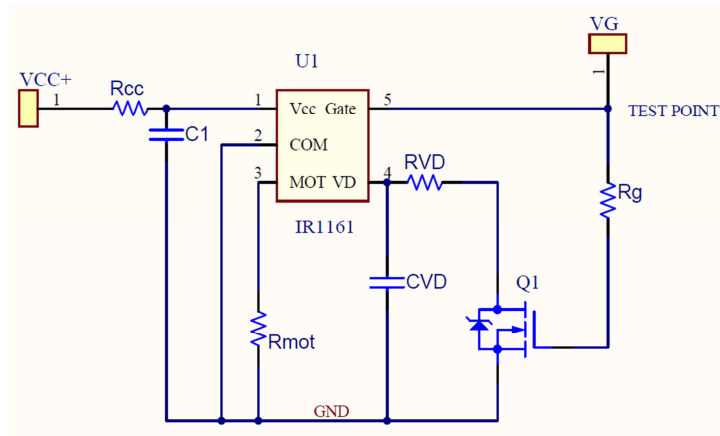 VG
U1
VCC+
Rcc
1
1
1
Vcc Gate
5
TEST POINT
C1
2
COM
RVD
3
MOT VD
4
Rg
IR1161
CVD
Q1
Rmot
GND